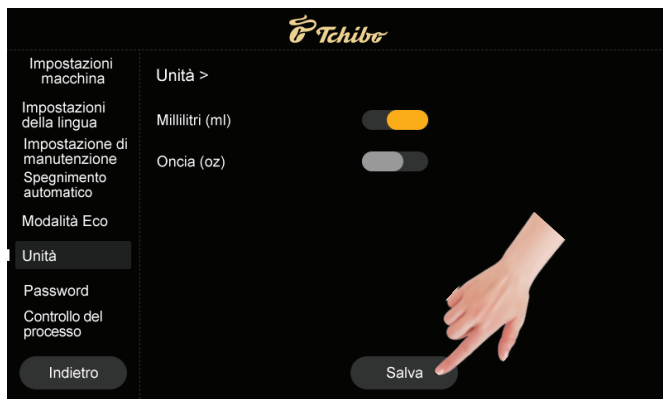 Tchibo
Impostazioni
macchina
Impostazioni
della lingua
Impostazione di
manutenzione
Spegnimento
automatico
Modalità Eco
Unità
Password
Controllo del
processo
Indietro
Unità >
Millilitri (ml)
Oncia (oz)
Salva